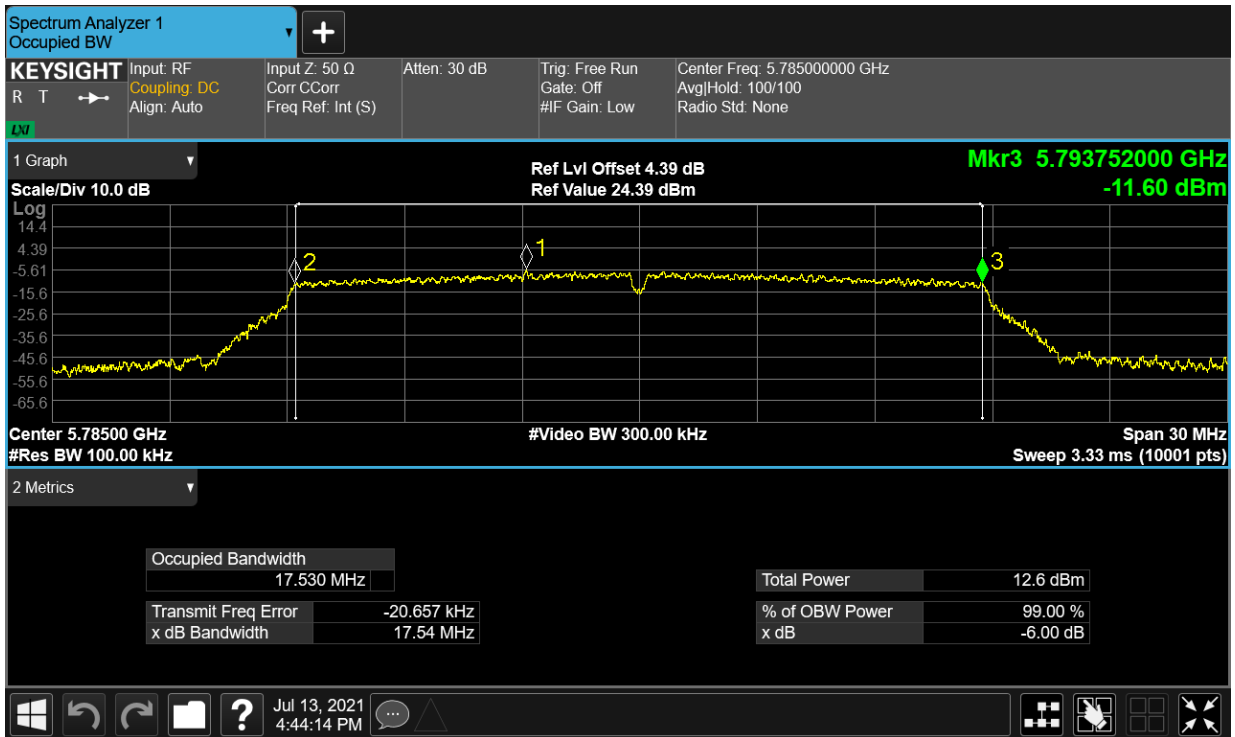 Spectrum Analyzer 1
Occupied BW
KEYSIGHT
R T
LXI
Input: RF
Coupling: DC
Align: Auto
Input Z: 50 Ω
Corr CCorr
Freq Ref: Int (S)
Atten: 30 dB
Trig: Free Run
Gate: Off
#IF Gain: Low
Center Freq: 5.785000000 GHz
Avg|Hold: 100/100
Radio Std: None
1 Graph
Scale/Div 10.0 dB
Ref Lvl Offset 4.39 dB
Ref Value 24.39 dBm
Mkr3 5.793752000 GHz
-11.60 dBm
Log
14.4
4.39
-5.61
-15.6
-25.6
-35.6
-45.6
-55.6
-65.6
2
1
3
Center 5.78500 GHz
#Video BW 300.00 kHz
Span 30 MHz
#Res BW 100.00 kHz
Sweep 3.33 ms (10001 pts)
2 Metrics
Occupied Bandwidth
17.530 MHz
Transmit Freq Error -20.657 kHz
x dB Bandwidth 17.54 MHz
Total Power 12.6 dBm
% of OBW Power 99.00 %
x dB -6.00 dB
?
Jul 13, 2021
4:44:14 PM